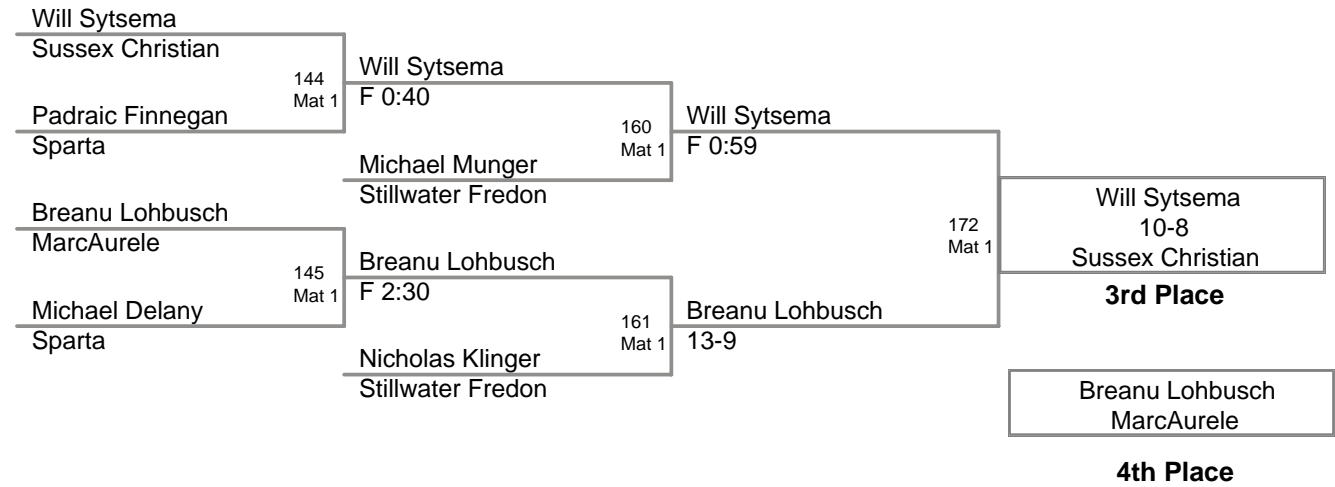 Will Sytsema
Sussex Christian
144
Mat 1
Padraic Finnegan
Sparta
Will Sytsema
F 0:40
Michael Munger
Stillwater Fredon
160
Mat 1
Will Sytsema
F 0:59
Breanu Lohbusch
MarcAurele
145
Mat 1
Michael Delany
Sparta
Breanu Lohbusch
F 2:30
Nicholas Klinger
Stillwater Fredon
161
Mat 1
Breanu Lohbusch
13-9
172
Mat 1
Will Sytsema
10-8
Sussex Christian
3rd Place
Breanu Lohbusch
MarcAurele
4th Place